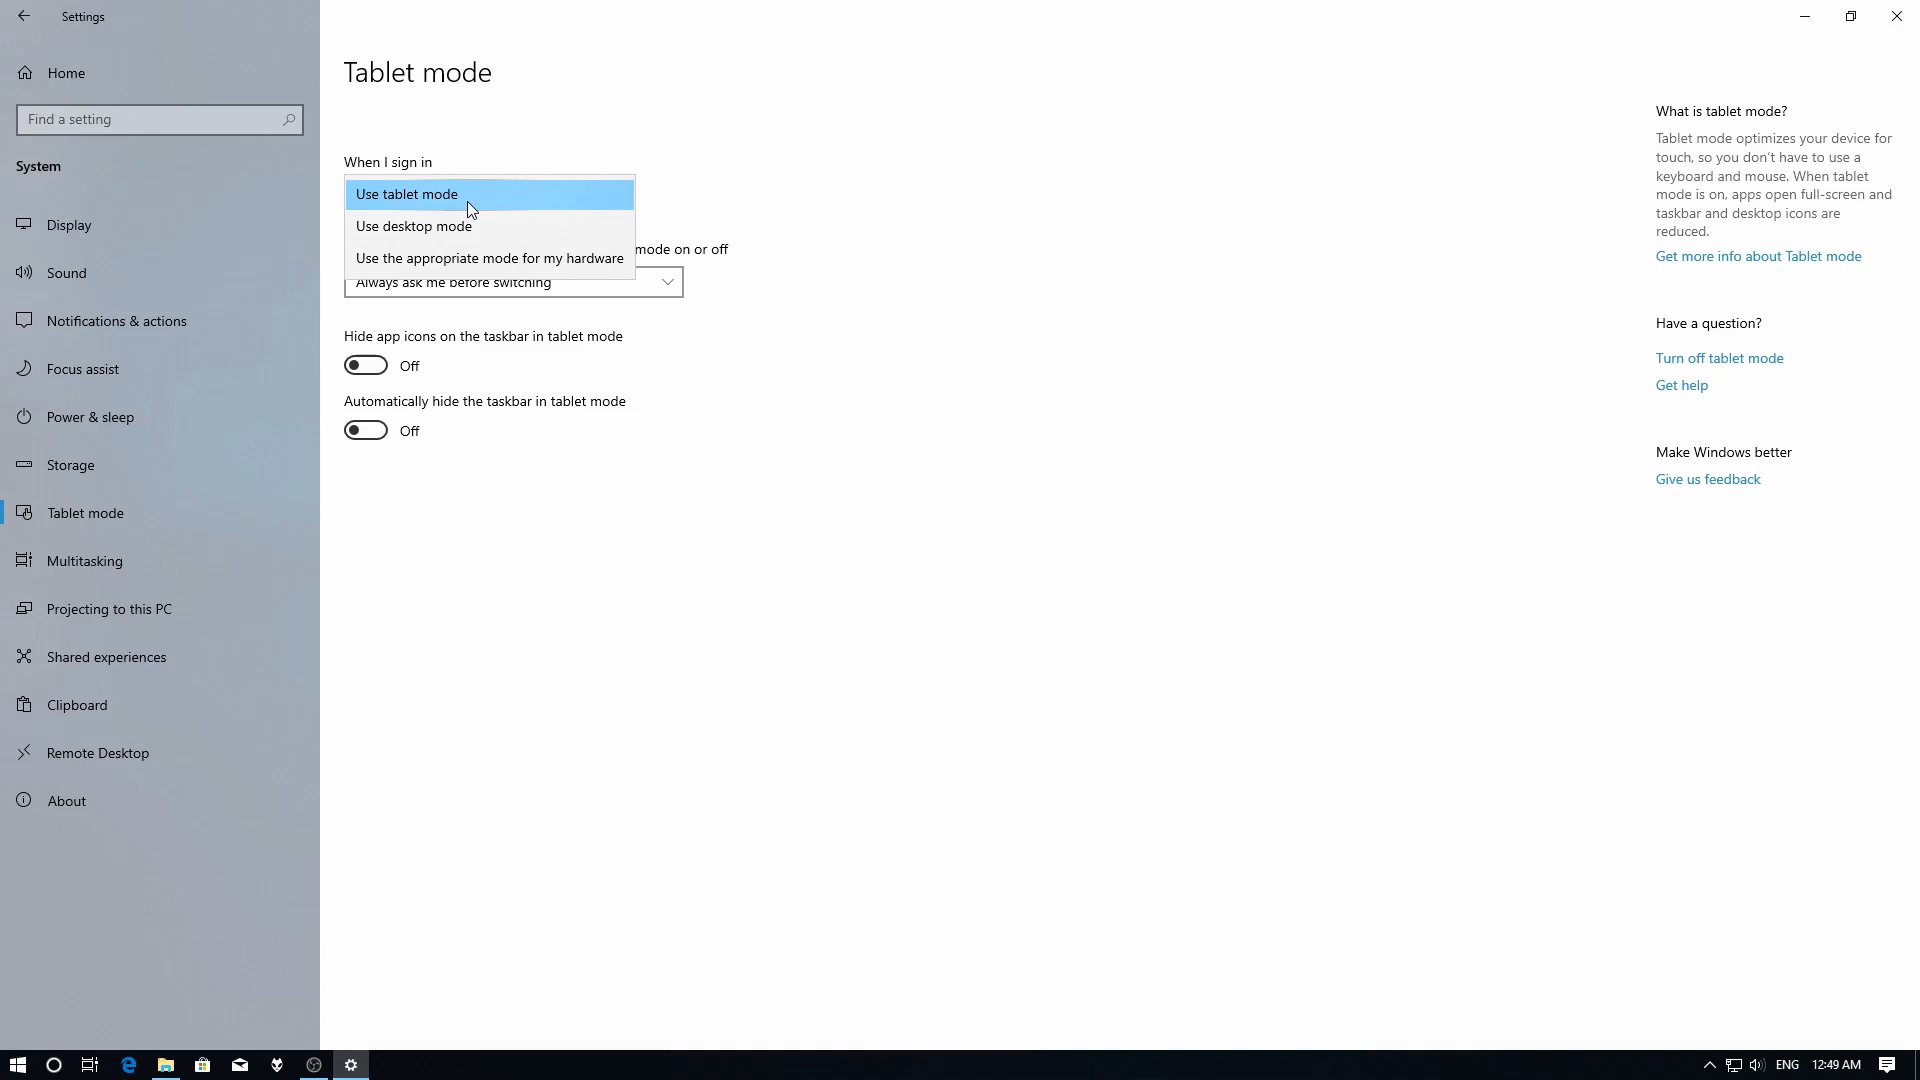 Settings
Home
Find a setting
System
Display
Sound
Notifications & actions
Focus assist
Power & sleep
Storage
Tablet mode
Multitasking
Projecting to this PC
Shared experiences
Clipboard
Remote Desktop
About
Tablet mode
When I sign in
Use tablet mode
Use desktop mode
Use the appropriate mode for my hardware
mode on or off
Always ask me before switching
Hide app icons on the taskbar in tablet mode
Off
Automatically hide the taskbar in tablet mode
Off
What is tablet mode?
Tablet mode optimizes your device for
touch, so you don't have to use a
keyboard and mouse. When tablet
mode is on, apps open full-screen and
taskbar and desktop icons are
reduced.
Get more info about Tablet mode
Have a question?
Turn off tablet mode
Get help
Make Windows better
Give us feedback
ENG
12:49 AM